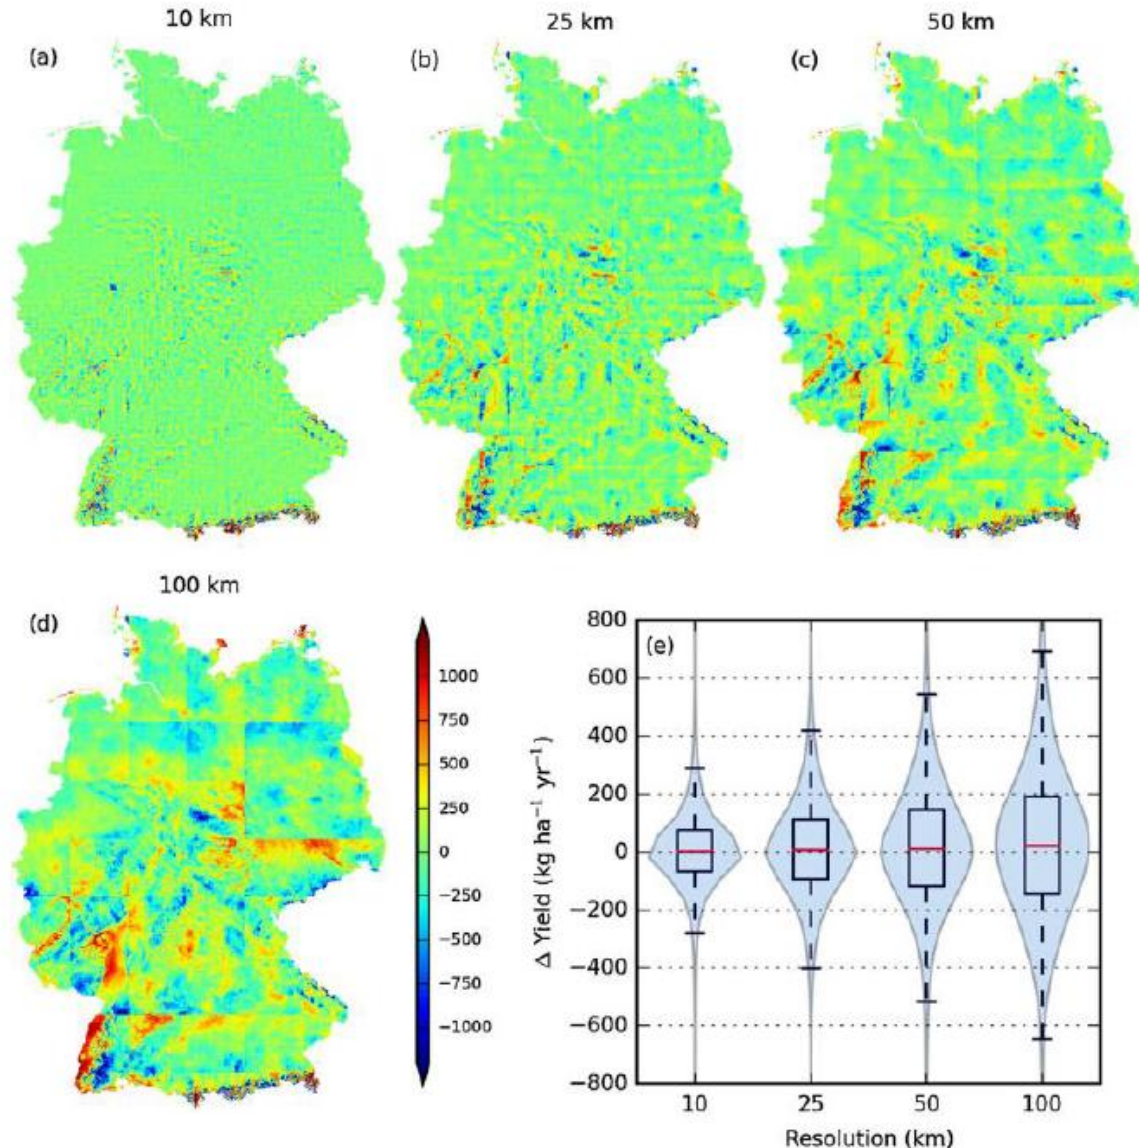 10 km
25 km
50 km
(a)
(b)
(c)
100 km
(d)
1000
750
500
250
0
−250
−500
−750
−1000
(e)
800
600
400
200
0
−200
−400
−600
−800
Δ Yield (kg ha⁻¹ yr⁻¹)
10 25 50 100
Resolution (km)